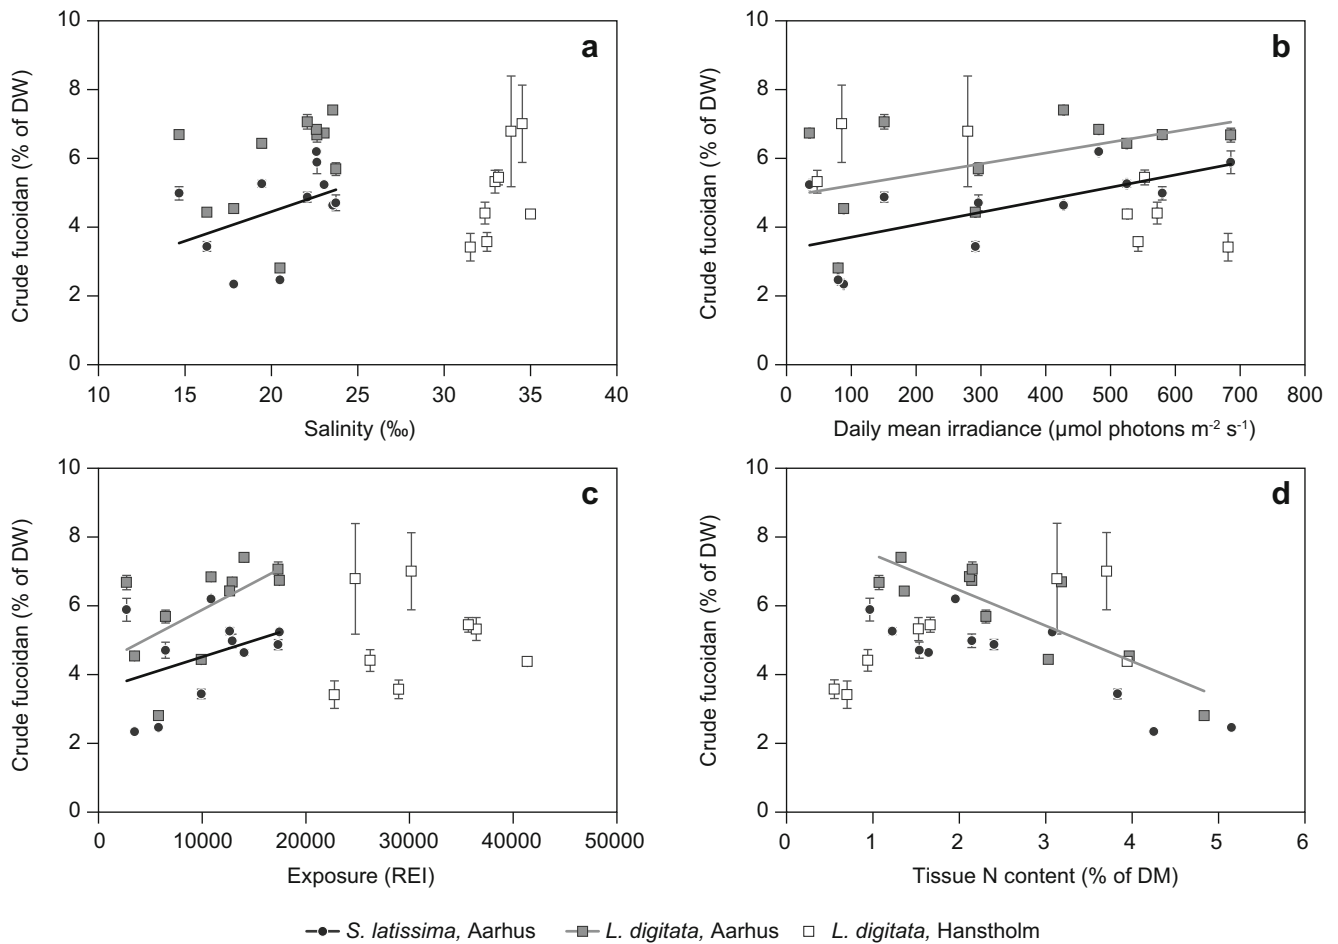 10
8
6
4
2
0
Crude fucoidan (% of DW)
a
10 15 20 25 30 35 40
Salinity (‰)
10
8
6
4
2
0
Crude fucoidan (% of DW)
b
0 100 200 300 400 500 600 700 800
Daily mean irradiance (µmol photons m⁻² s⁻¹)
10
8
6
4
2
0
Crude fucoidan (% of DW)
c
0 10000 20000 30000 40000 50000
Exposure (REI)
10
8
6
4
2
0
Crude fucoidan (% of DW)
d
0 1 2 3 4 5 6
Tissue N content (% of DM)
S. latissima, Aarhus L. digitata, Aarhus L. digitata, Hanstholm